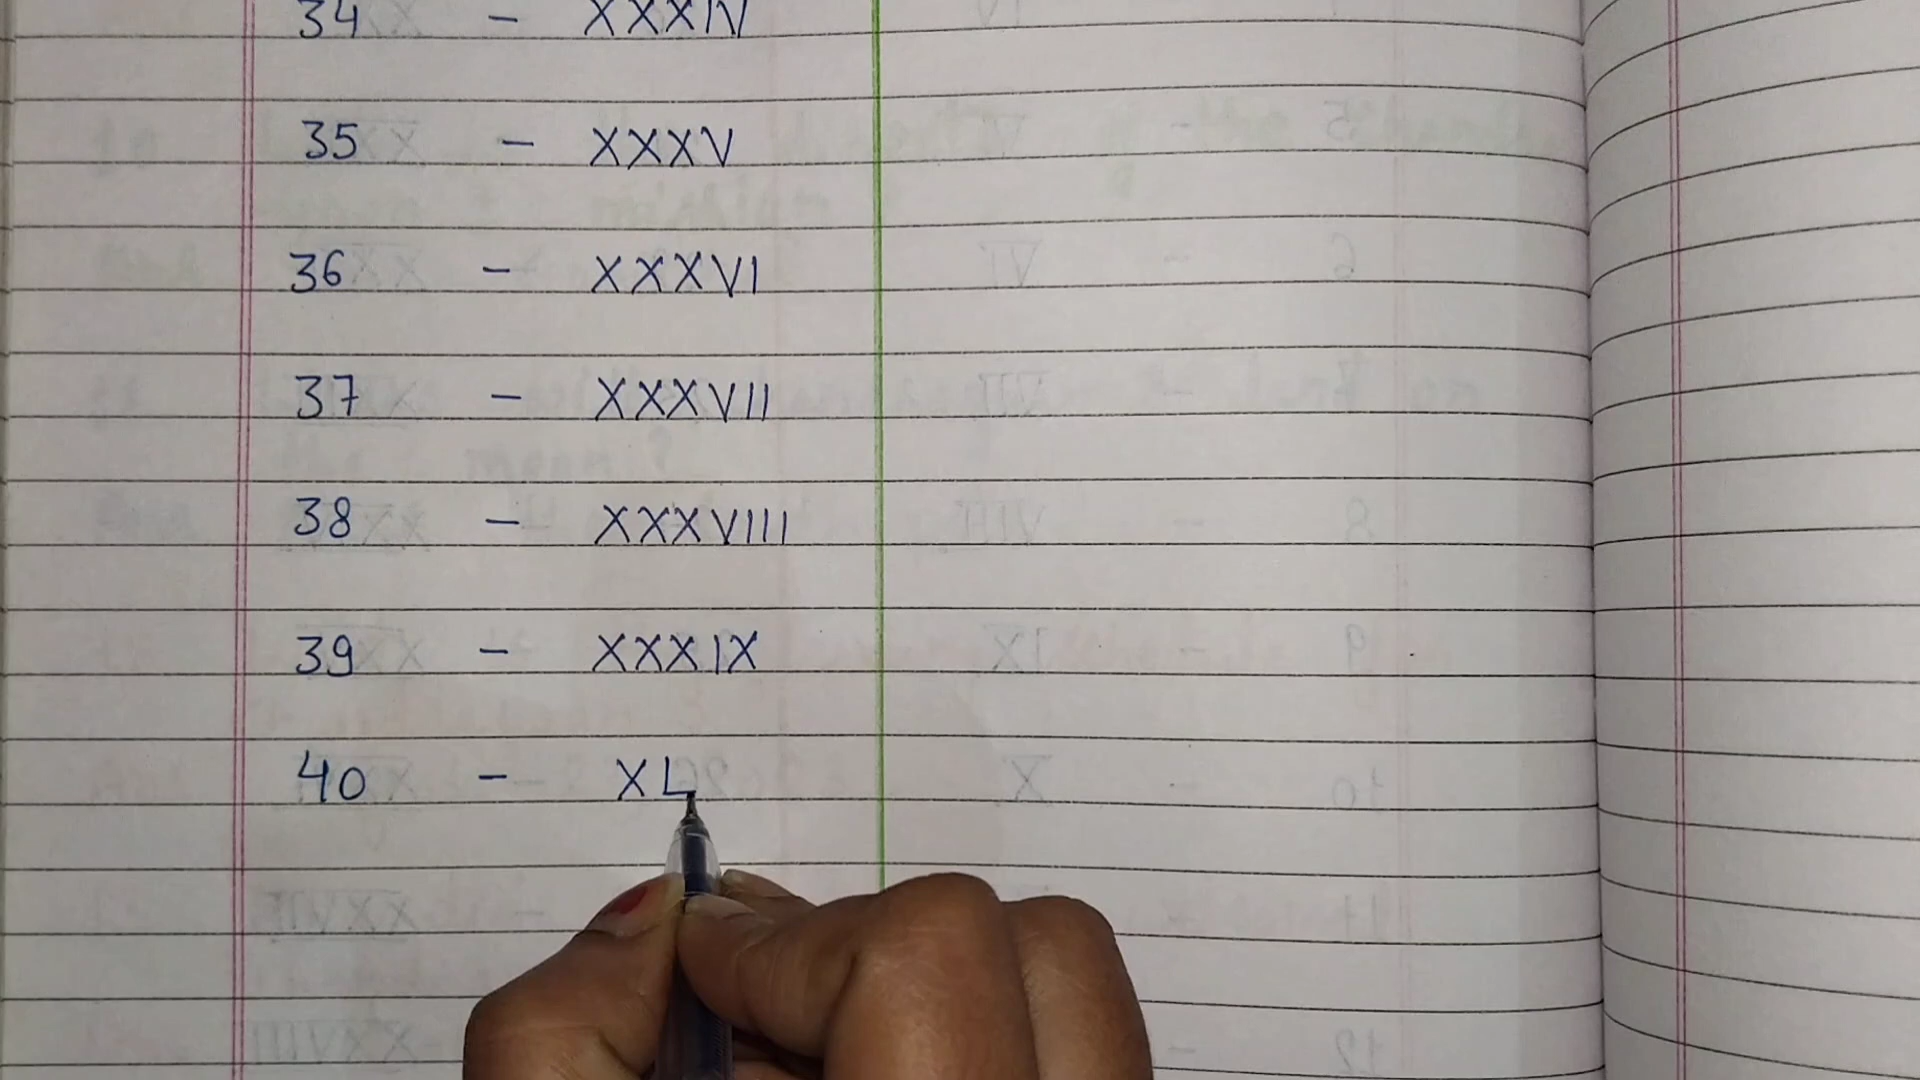 34 - XXXIV
35 - XXXV
36 - XXXVI
37 - XXXVII
38 - XXXVIII
39 - XXXIX
40 - XL